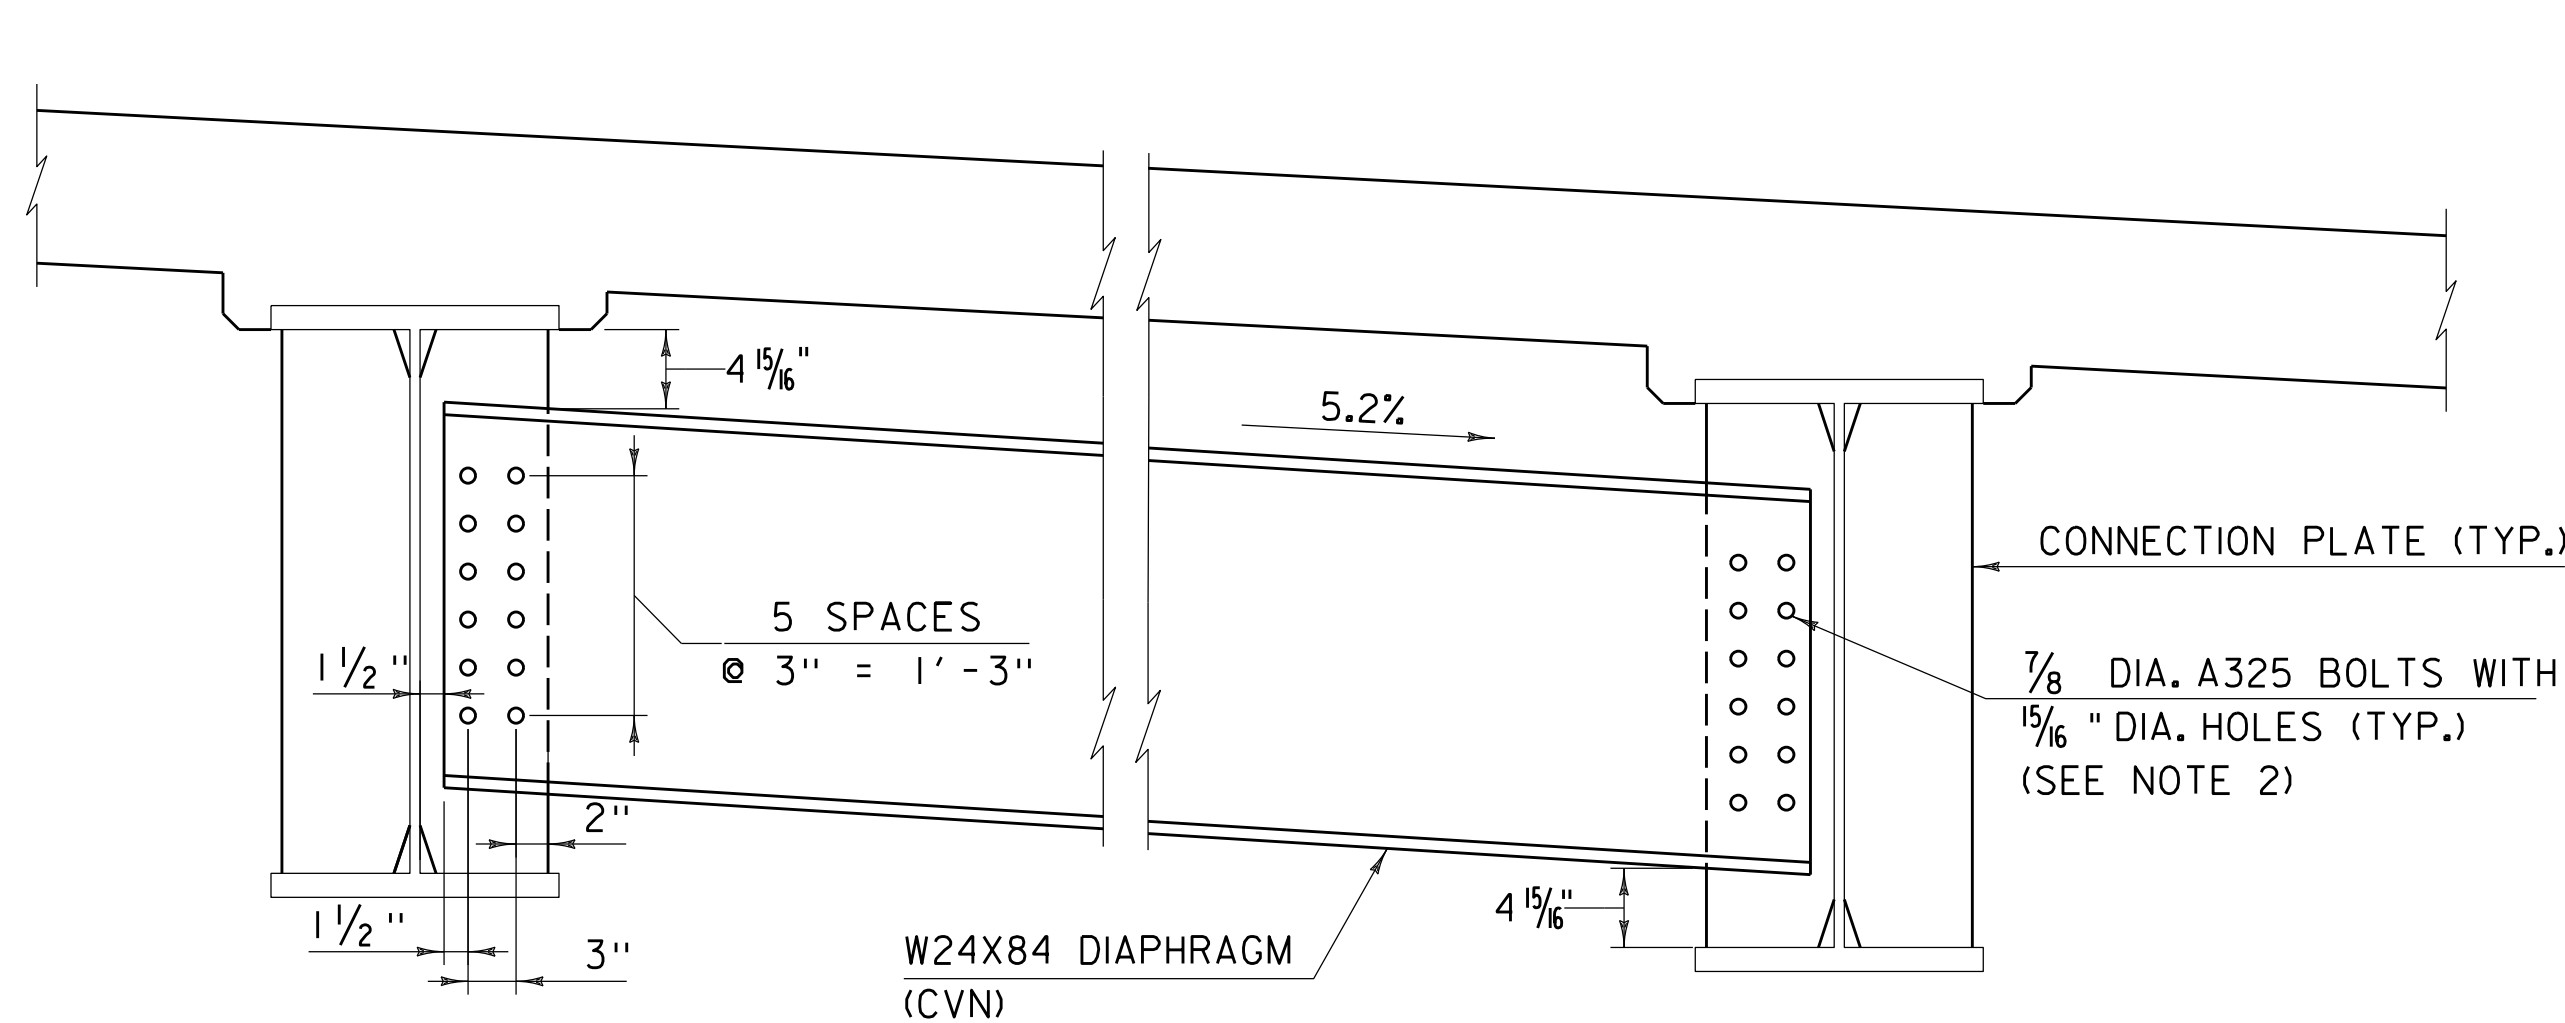 4 15/16"
5.2%
CONNECTION PLATE (TYP.)
5 SPACES
@ 3" = 1'-3"
1 1/2"
7/8 DIA. A325 BOLTS WITH
15/16 " DIA. HOLES (TYP.)
(SEE NOTE 2)
2"
4 15/16"
1 1/2"
3"
W24X84 DIAPHRAGM
(CVN)